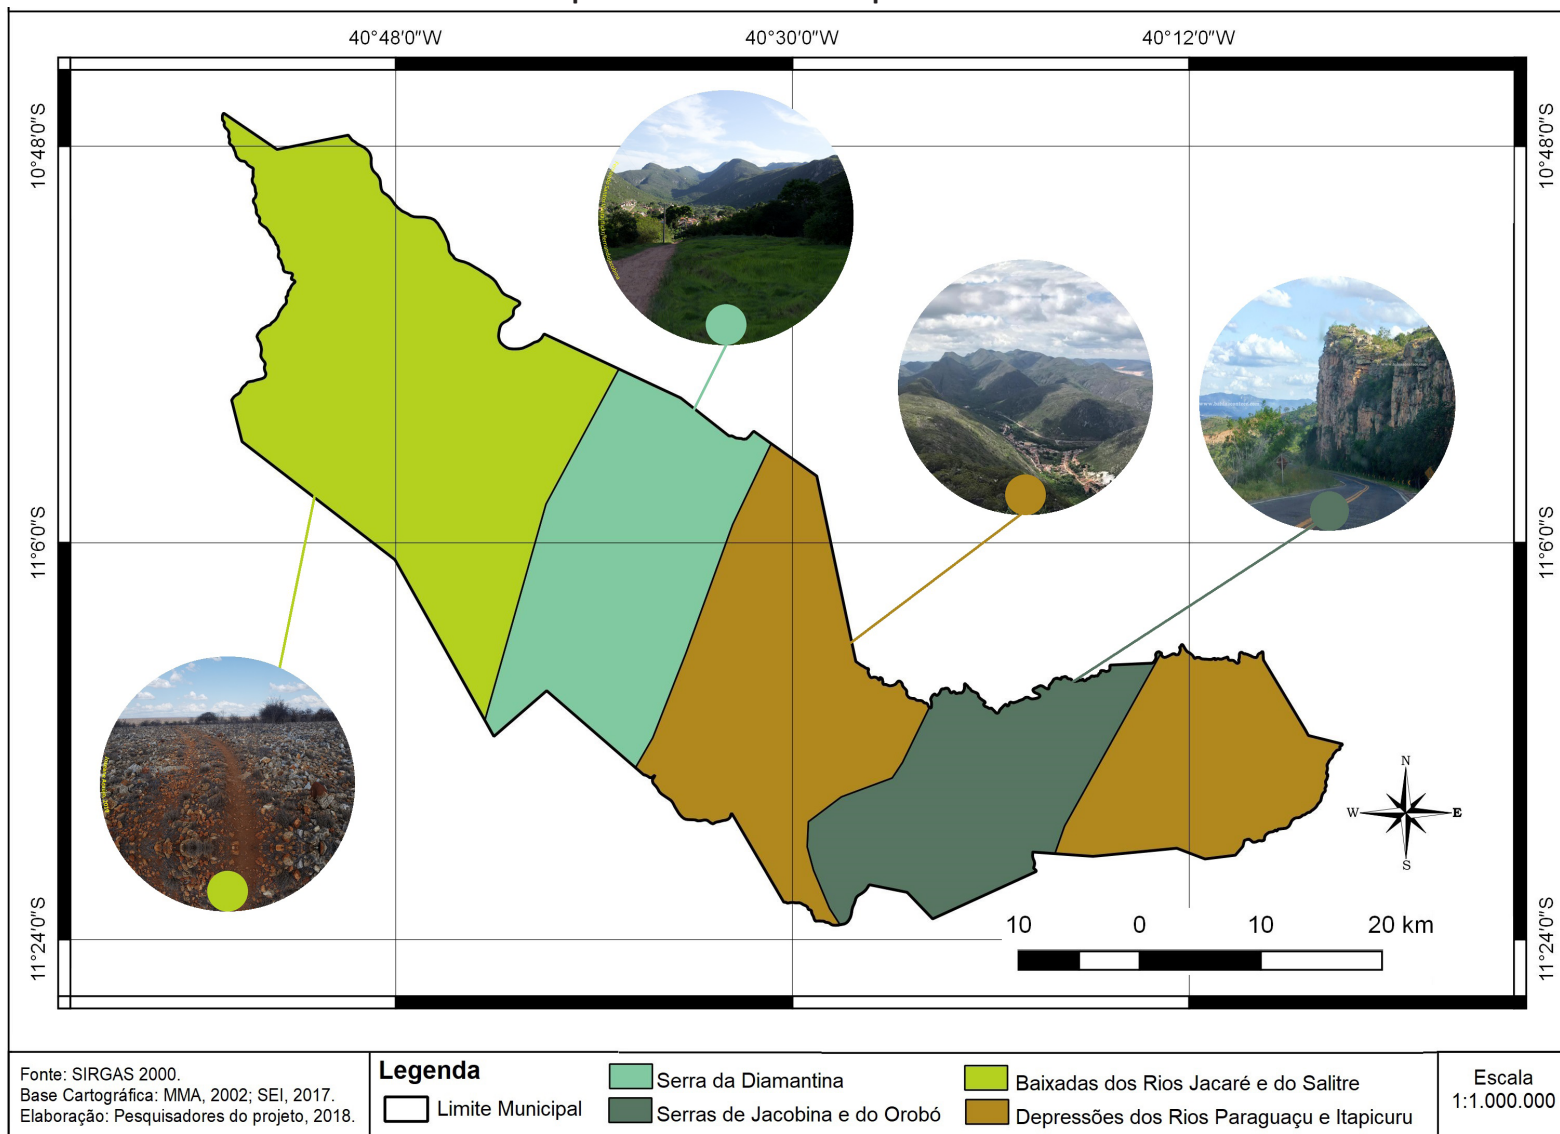 40°48'0"W
40°30'0"W
40°12'0"W
10°48'0"S
10°48'0"S
11°6'0"S
11°6'0"S
11°24'0"S
11°24'0"S
N
W
E
S
10 0 10 20 km
Fonte: SIRGAS 2000.
Base Cartográfica: MMA, 2002; SEI, 2017.
Elaboração: Pesquisadores do projeto, 2018.
Legenda
Limite Municipal
Serra da Diamantina
Serras de Jacobina e do Orobó
Baixadas dos Rios Jacaré e do Salitre
Depressões dos Rios Paraguaçu e Itapicuru
Escala
1:1.000.000